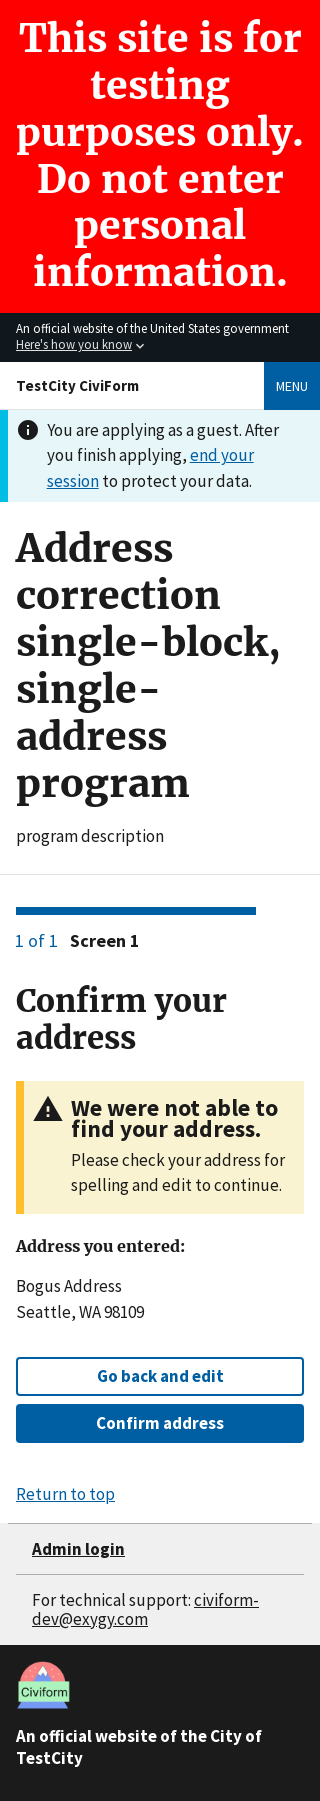 This site is for
testing
purposes only.
Do not enter
personal
information.
An official website of the United States government
Here's how you know
TestCity CiviForm
MENU
You are applying as a guest. After
you finish applying, end your
session to protect your data.
Address
correction
single-block,
single-
address
program
program description
1 of 1 Screen 1
Confirm your
address
We were not able to
find your address.
Please check your address for
spelling and edit to continue.
Address you entered:
Bogus Address
Seattle, WA 98109
Go back and edit
Confirm address
Return to top
Admin login
For technical support: civiform-
dev@exygy.com
Civiform
An official website of the City of
TestCity